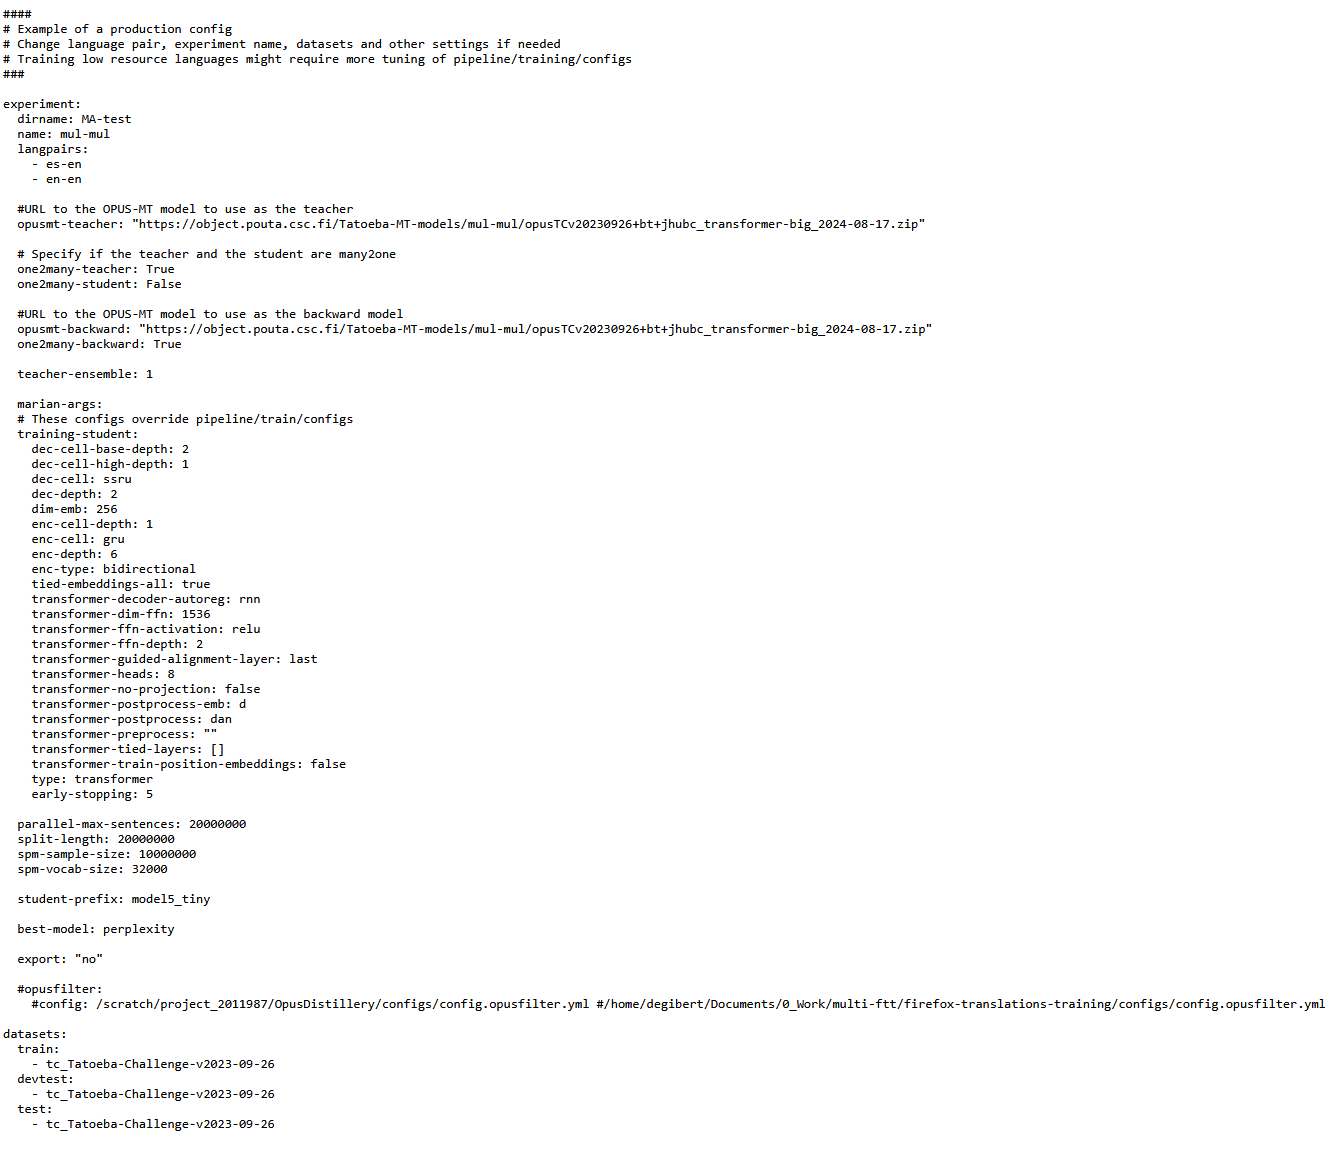 ####
# Example of a production config
# Change language pair, experiment name, datasets and other settings if needed
# Training low resource languages might require more tuning of pipeline/training/configs
###

experiment:
  dirname: MA-test
  name: mul-mul
  langpairs:
    - es-en
    - en-en

  #URL to the OPUS-MT model to use as the teacher
  opusmt-teacher: "https://object.pouta.csc.fi/Tatoeba-MT-models/mul-mul/opusTCv20230926+bt+jhubc_transformer-big_2024-08-17.zip"

  # Specify if the teacher and the student are many2one
  one2many-teacher: True
  one2many-student: False

  #URL to the OPUS-MT model to use as the backward model
  opusmt-backward: "https://object.pouta.csc.fi/Tatoeba-MT-models/mul-mul/opusTCv20230926+bt+jhubc_transformer-big_2024-08-17.zip"
  one2many-backward: True

  teacher-ensemble: 1

  marian-args:
  # These configs override pipeline/train/configs
  training-student:
    dec-cell-base-depth: 2
    dec-cell-high-depth: 1
    dec-cell: ssru
    dec-depth: 2
    dim-emb: 256
    enc-cell-depth: 1
    enc-cell: gru
    enc-depth: 6
    enc-type: bidirectional
    tied-embeddings-all: true
    transformer-decoder-autoreg: rnn
    transformer-dim-ffn: 1536
    transformer-ffn-activation: relu
    transformer-ffn-depth: 2
    transformer-guided-alignment-layer: last
    transformer-heads: 8
    transformer-no-projection: false
    transformer-postprocess-emb: d
    transformer-postprocess: dan
    transformer-preprocess: ""
    transformer-tied-layers: []
    transformer-train-position-embeddings: false
    type: transformer
    early-stopping: 5

  parallel-max-sentences: 20000000
  split-length: 20000000
  spm-sample-size: 10000000
  spm-vocab-size: 32000

  student-prefix: model5_tiny

  best-model: perplexity

  export: "no"

  #opusfilter:
    #config: /scratch/project_2011987/OpusDistillery/configs/config.opusfilter.yml #/home/degibert/Documents/0_Work/multi-ftt/firefox-translations-training/configs/config.opusfilter.yml

datasets:
  train:
    - tc_Tatoeba-Challenge-v2023-09-26
  devtest:
    - tc_Tatoeba-Challenge-v2023-09-26
  test:
    - tc_Tatoeba-Challenge-v2023-09-26